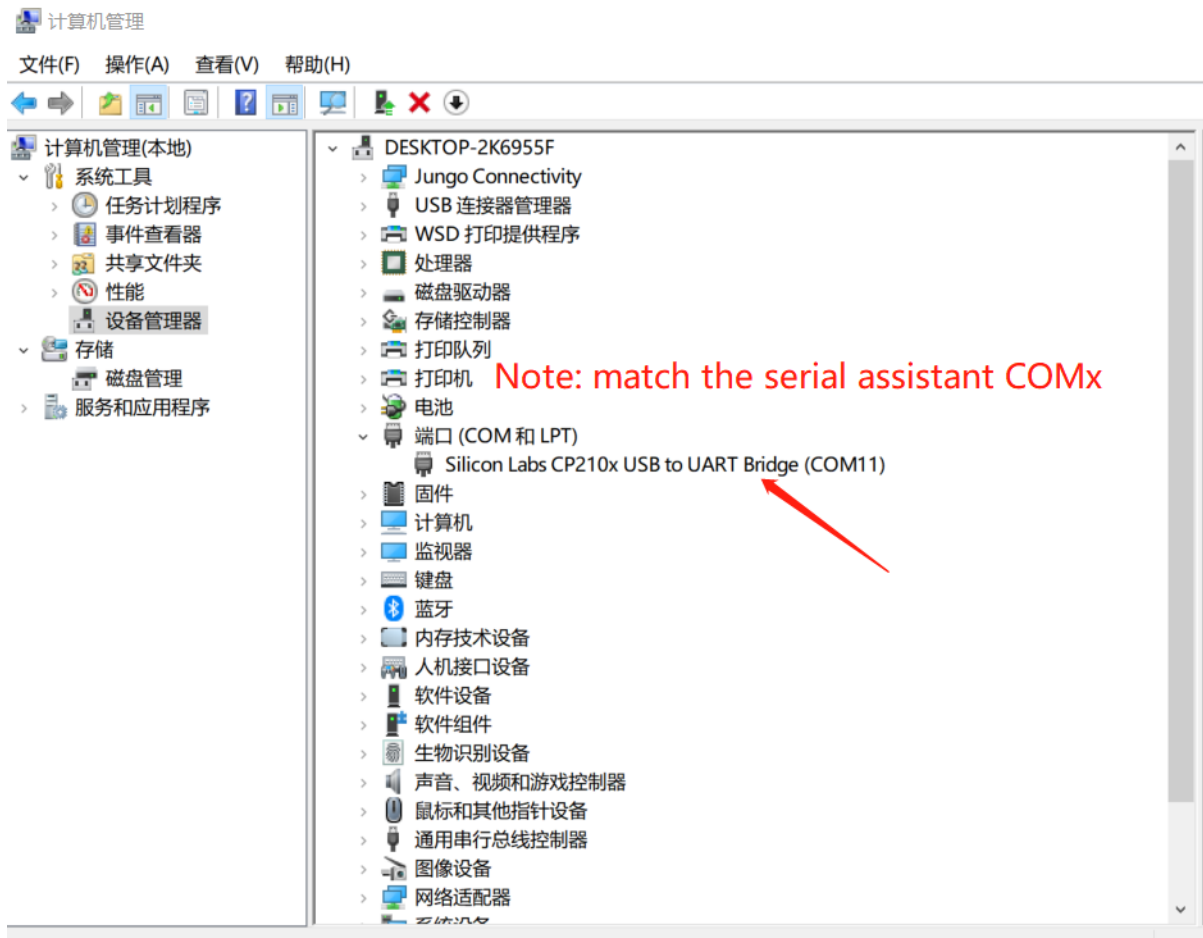 计算机管理
文件(F) 操作(A) 查看(V) 帮助(H)
计算机管理(本地)
系统工具
任务计划程序
事件查看器
共享文件夹
性能
设备管理器
存储
磁盘管理
服务和应用程序
DESKTOP-2K6955F
Jungo Connectivity
USB 连接器管理器
WSD 打印提供程序
处理器
磁盘驱动器
存储控制器
打印队列
打印机
Note: match the serial assistant COMx
电池
端口 (COM 和 LPT)
Silicon Labs CP210x USB to UART Bridge (COM11)
固件
计算机
监视器
键盘
蓝牙
内存技术设备
人机接口设备
软件设备
软件组件
生物识别设备
声音、视频和游戏控制器
鼠标和其他指针设备
通用串行总线控制器
图像设备
网络适配器
系统设备